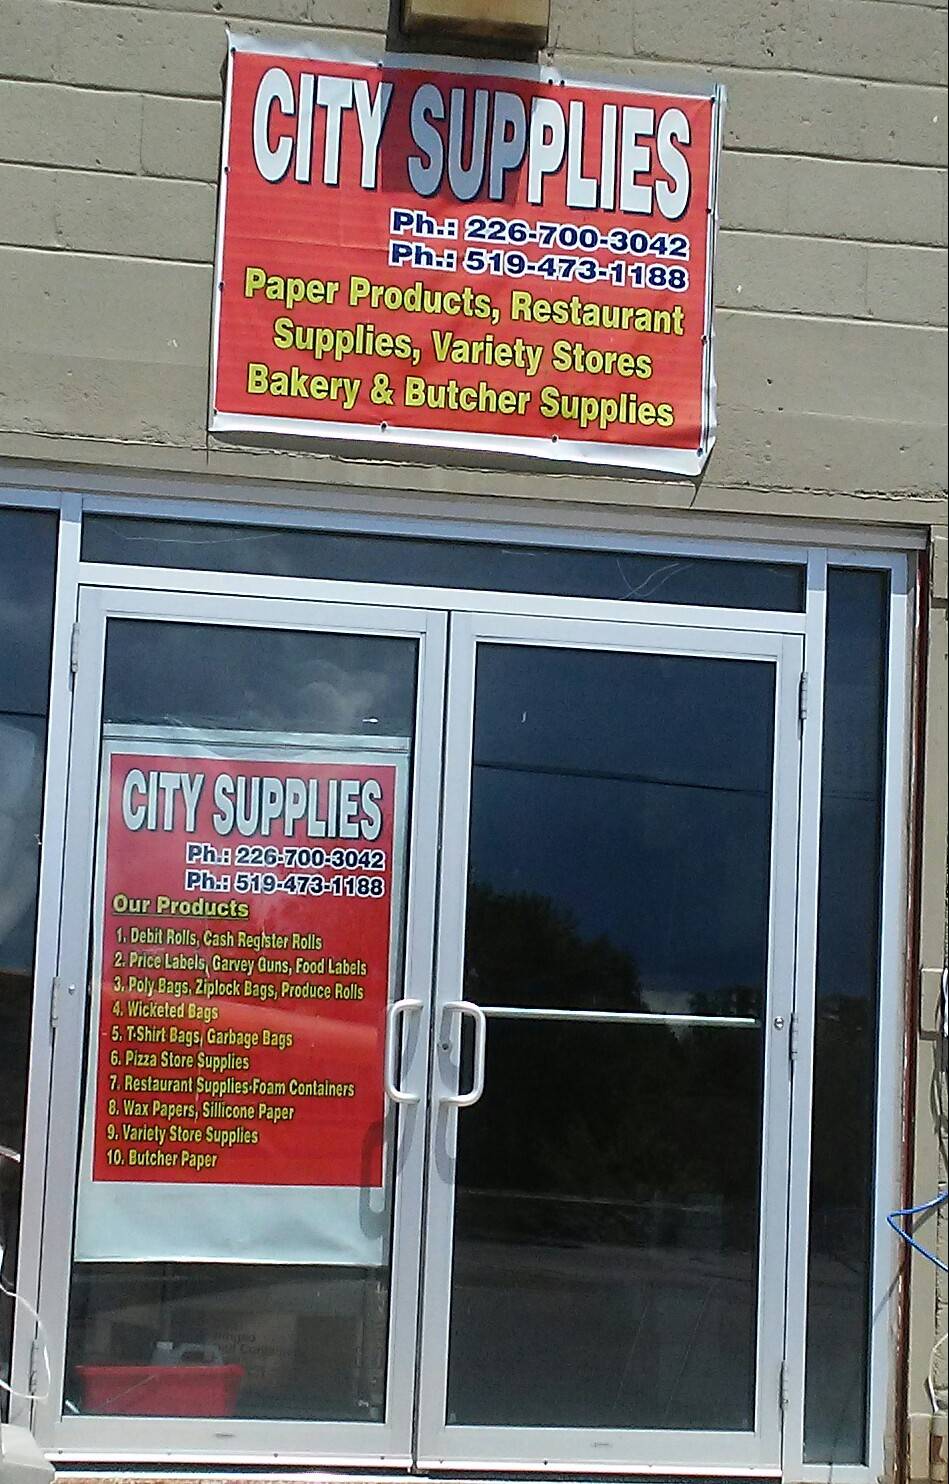 CITY SUPPLIES
Ph.: 226-700-3042
Ph.: 519-473-1188
Paper Products, Restaurant
Supplies, Variety Stores
Bakery & Butcher Supplies
CITY SUPPLIES
Ph.: 226-700-3042
Ph.: 519-473-1188
Our Products
1. Debit Rolls, Cash Register Rolls
2. Price Labels, Garvey Guns, Food Labels
3. Poly Bags, Ziplock Bags, Produce Rolls
4. Wicketed Bags
5. T-Shirt Bags, Garbage Bags
6. Pizza Store Supplies
7. Restaurant Supplies-Foam Containers
8. Wax Papers, Sillicone Paper
9. Variety Store Supplies
10. Butcher Paper